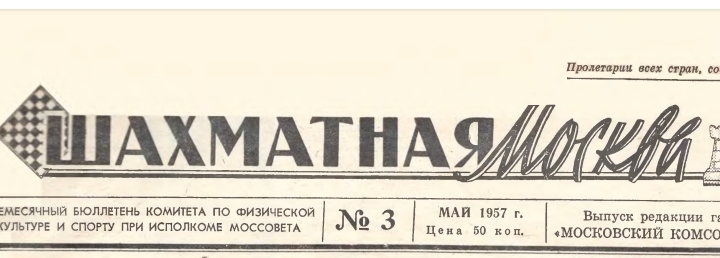 Пролетарии всех стран, со
ШАХМАТНАЯ Москва
ЕМЕСЯЧНЫЙ БЮЛЛЕТЕНЬ КОМИТЕТА ПО ФИЗИЧЕСКОЙ
КУЛЬТУРЕ И СПОРТУ ПРИ ИСПОЛКОМЕ МОССОВЕТА
№ 3
МАЙ 1957 г.
Цена 50 коп.
Выпуск редакции га
«МОСКОВСКИЙ КОМСО